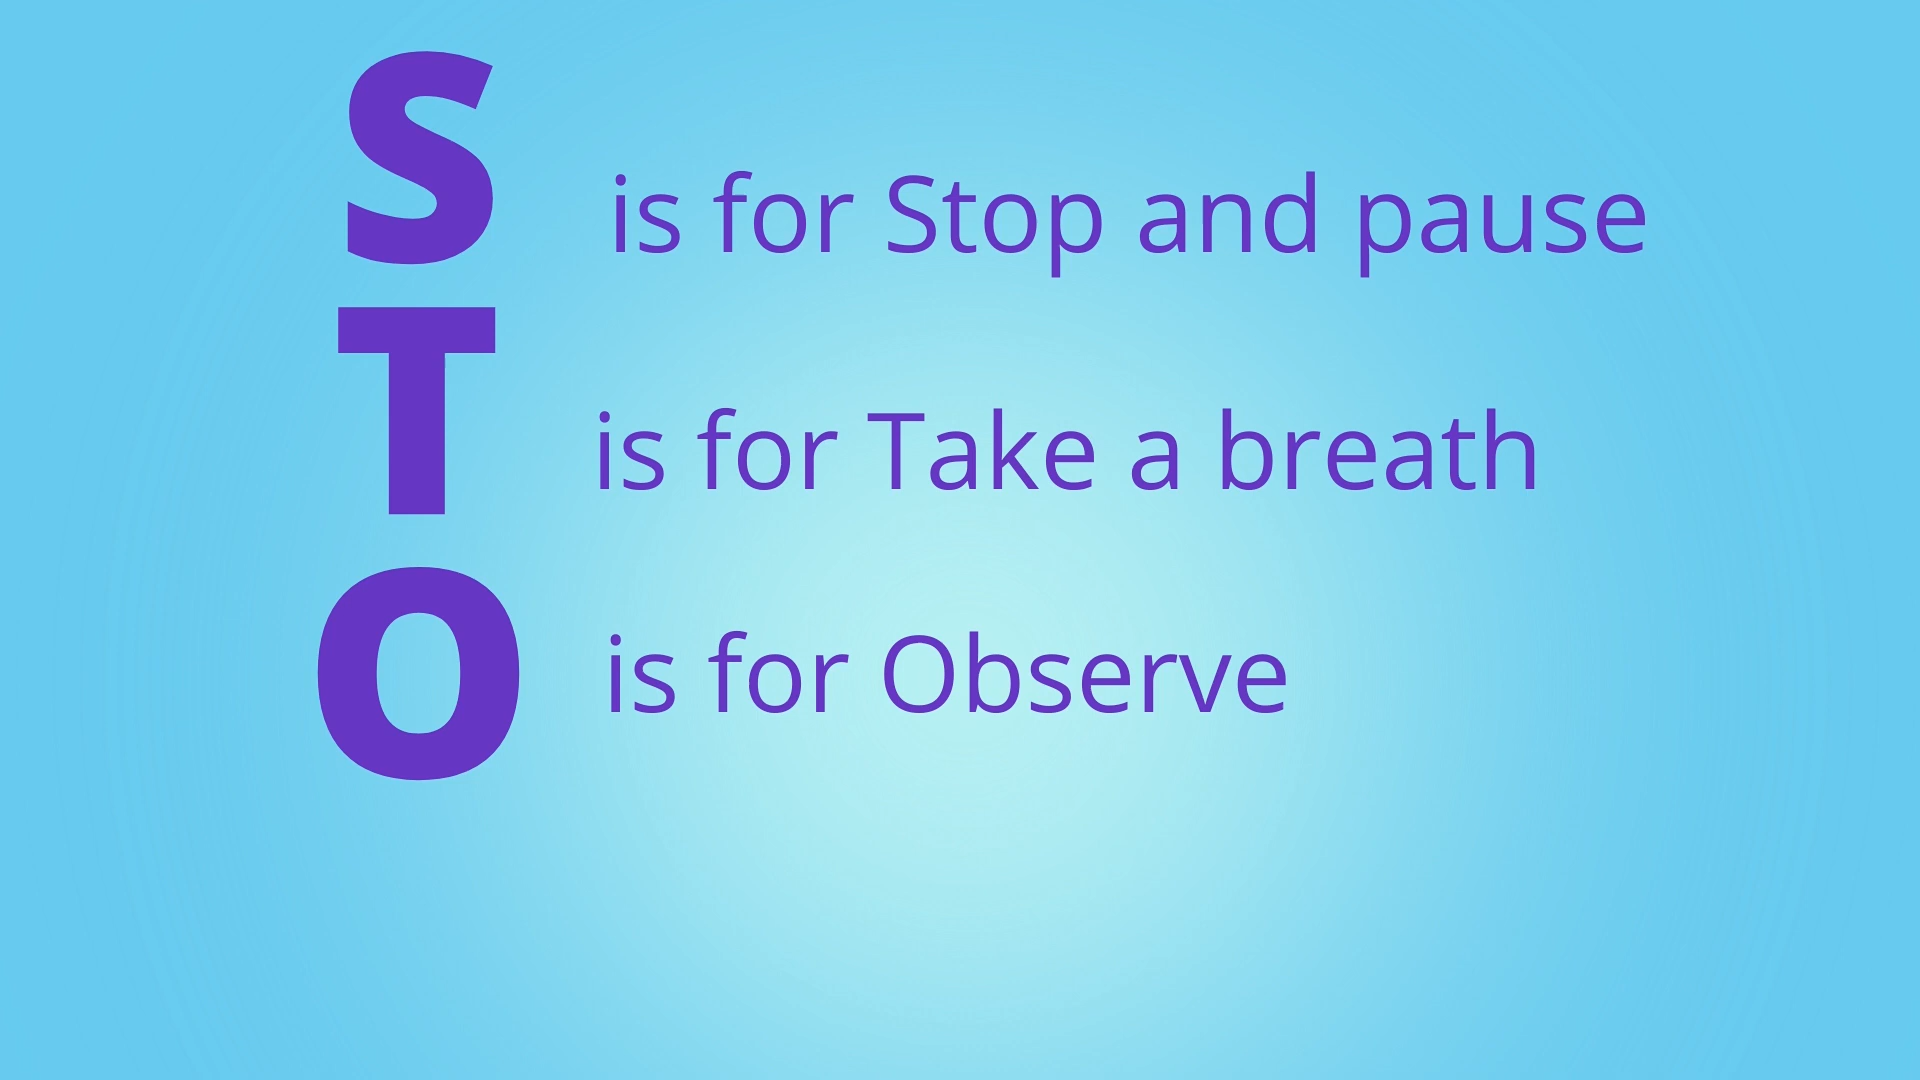 S is for Stop and pause
T is for Take a breath
O is for Observe